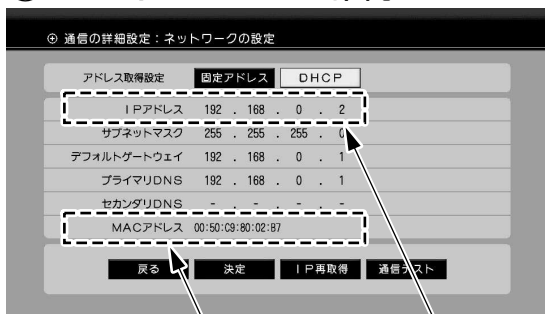 ⊕ 通信の詳細設定：ネットワークの設定
アドレス取得設定 固定アドレス DHCP
IPアドレス 192 . 168 . 0 . 2
サブネットマスク 255 . 255 . 255 . 0
デフォルトゲートウェイ 192 . 168 . 0 . 1
プライマリDNS 192 . 168 . 0 . 1
セカンダリDNS - . - . - . -
MACアドレス 00:50:C9:80:02:B7
戻る 決定 IP再取得 通信テスト